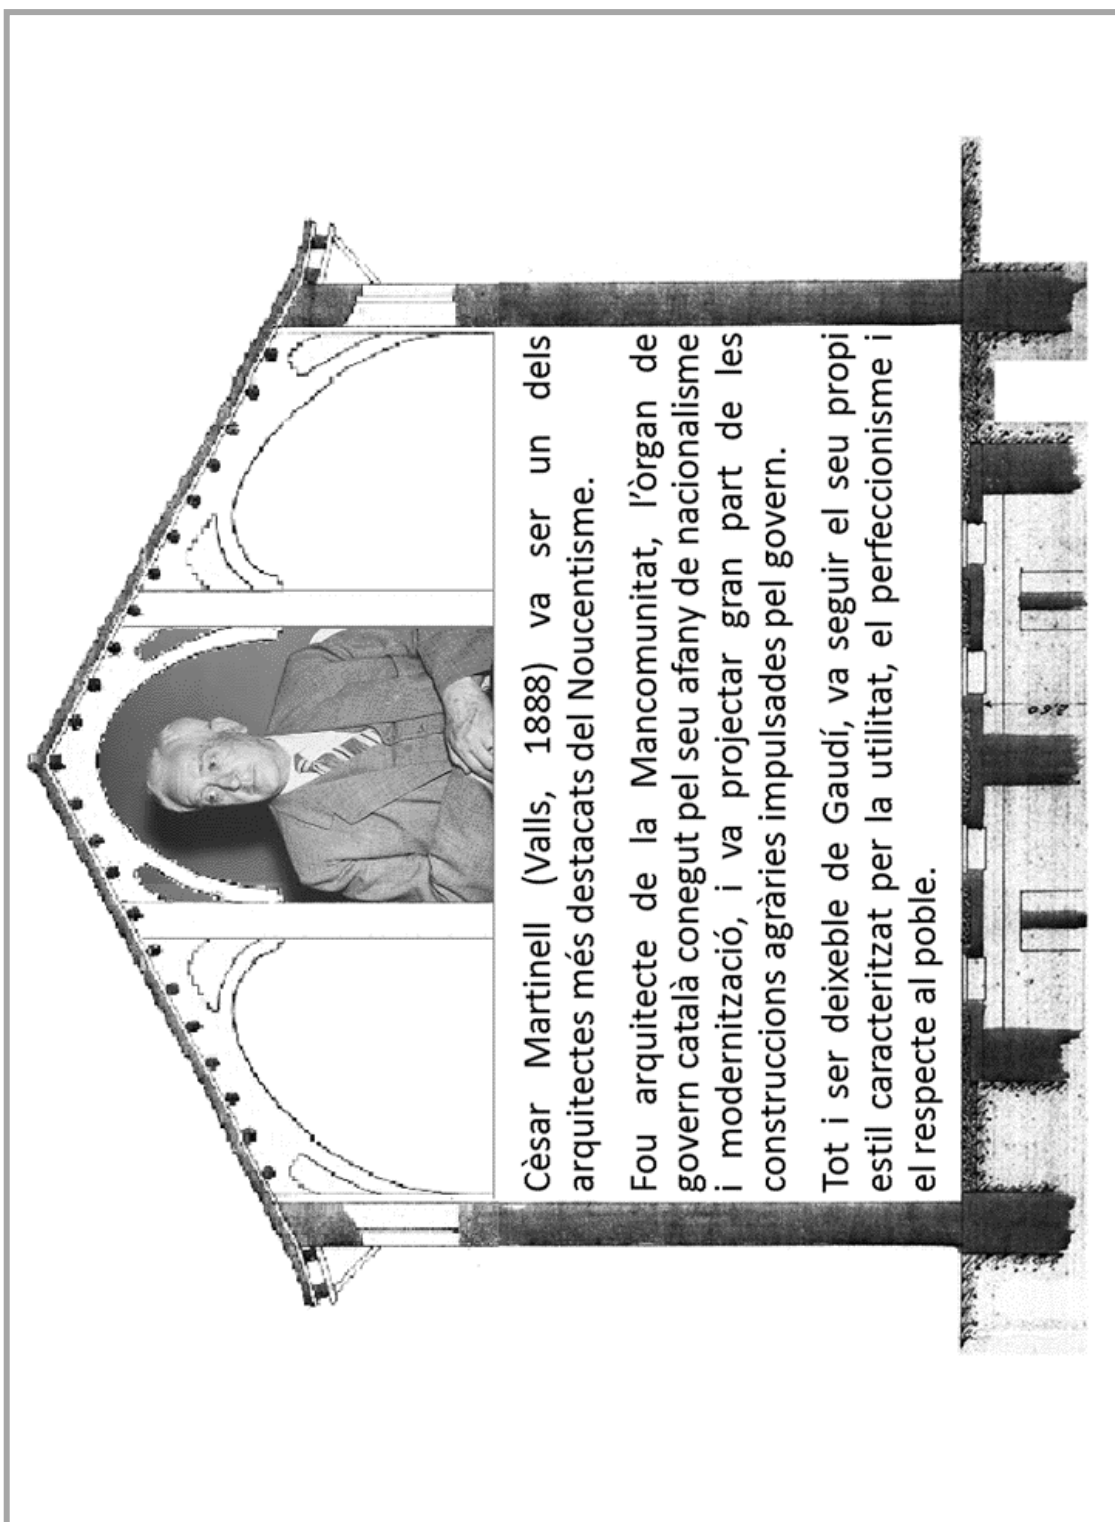 Cèsar Martinell (Valls, 1888) va ser un dels
arquitectes més destacats del Noucentisme.
Fou arquitecte de la Mancomunitat, l'òrgan de
govern català conegut pel seu afany de nacionalisme
i modernització, i va projectar gran part de les
construccions agràries impulsades pel govern.
Tot i ser deixeble de Gaudí, va seguir el seu propi
estil caracteritzat per la utilitat, el perfeccionisme i
el respecte al poble.
2,60